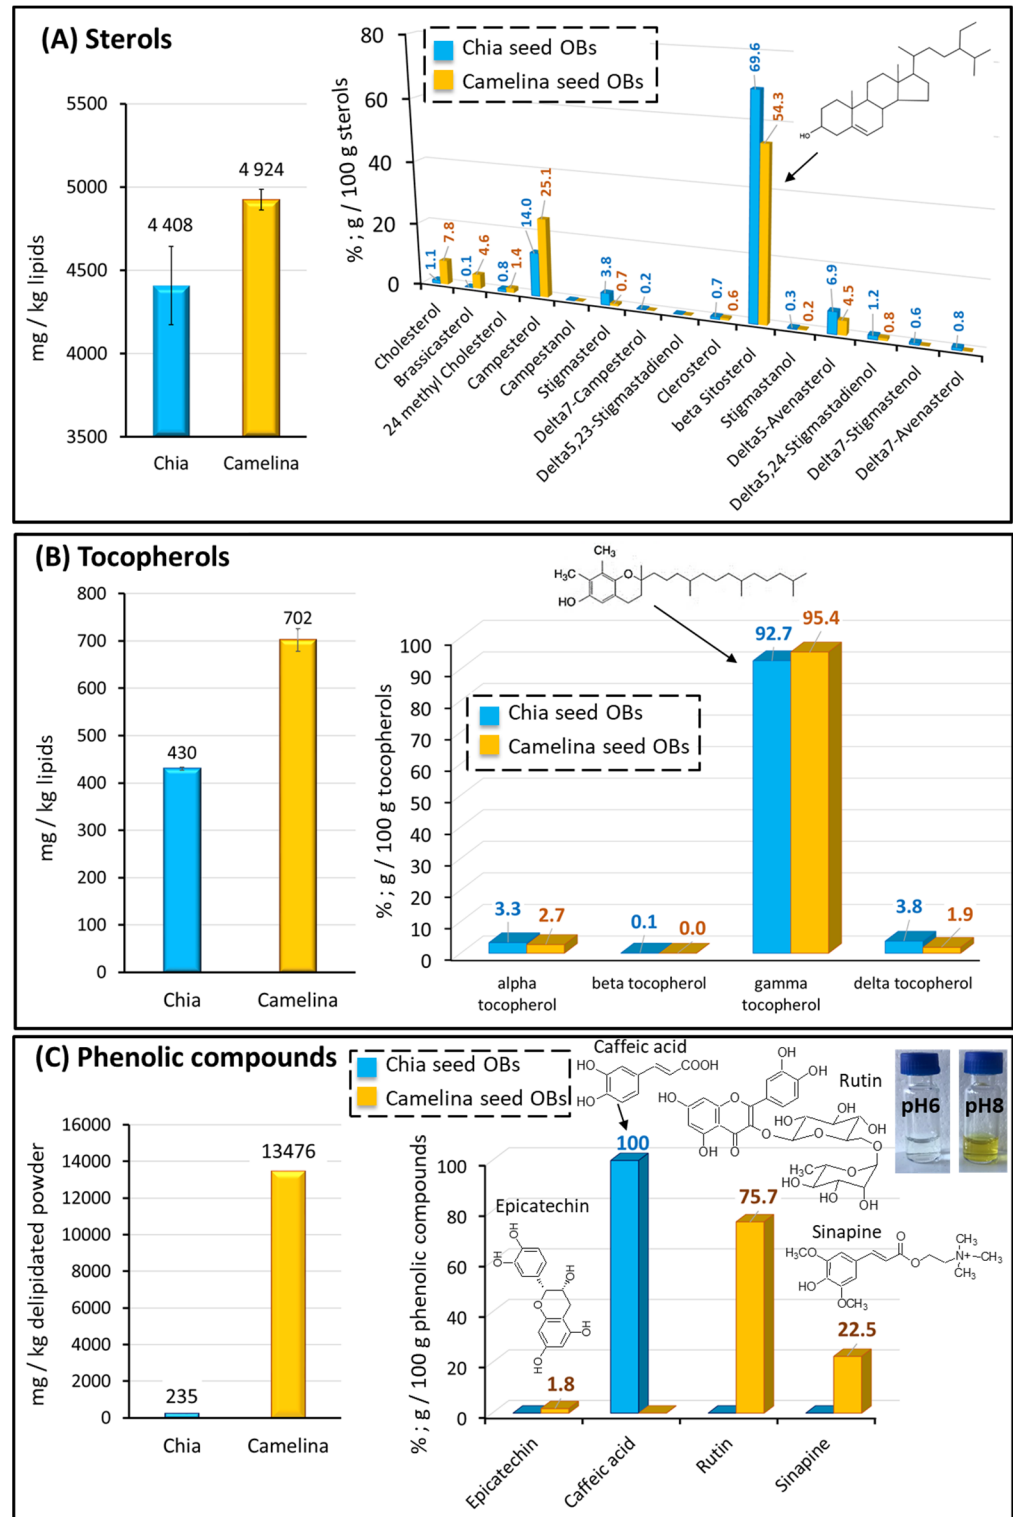 (A) Sterols
mg / kg lipids
5500
5000
4500
4000
3500
4 408
4 924
Chia
Camelina
% ; g / 100 g sterols
80
60
40
20
0
Chia seed OBs
Camelina seed OBs
1.1
7.8
0.1
4.6
0.8
1.4
14.0
25.1
3.8
0.7
0.2
0.7
0.6
69.6
54.3
0.3
0.2
6.9
4.5
1.2
0.8
0.6
0.8
HO
Cholesterol
Brassicasterol
24 methyl Cholesterol
Campesterol
Campestanol
Stigmasterol
Delta7-Campesterol
Delta5,23-Stigmastadienol
Clerosterol
beta Sitosterol
Stigmastanol
Delta5-Avenasterol
Delta5,24-Stigmastadienol
Delta7-Stigmastenol
Delta7-Avenasterol
(B) Tocopherols
mg / kg lipids
800
700
600
500
400
300
200
100
0
430
702
Chia
Camelina
CH₃
H₃C
CH₃
O
HO
% ; g / 100 g tocopherols
100
90
80
70
60
50
40
30
20
10
0
Chia seed OBs
Camelina seed OBs
3.3
2.7
0.1
0.0
92.7
95.4
3.8
1.9
alpha
tocopherol
beta tocopherol
gamma
tocopherol
delta tocopherol
(C) Phenolic compounds
mg / kg delipidated powder
16000
14000
12000
10000
8000
6000
4000
2000
0
235
13476
Chia
Camelina
Chia seed OBs
Camelina seed OBs
% ; g / 100 g phenolic compounds
100
80
60
40
20
0
Caffeic acid
HO
HO
COOH
Rutin
OH
OH
HO
O
OH
O
O
HO
OH
OH
O
O
O
H₃C
O
HO
HO
OH
pH6
pH8
Epicatechin
OH
OH
OH
O
OH
OH
Sinapine
H₃CO
HO
OCH₃
O
O
CH₃
N+
CH₃
CH₃
1.8
100
75.7
22.5
Epicatechin
Caffeic acid
Rutin
Sinapine